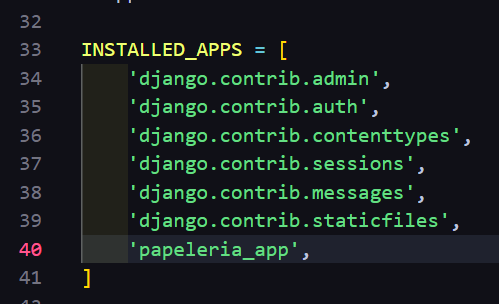 32
33 INSTALLED_APPS = [
34     'django.contrib.admin',
35     'django.contrib.auth',
36     'django.contrib.contenttypes',
37     'django.contrib.sessions',
38     'django.contrib.messages',
39     'django.contrib.staticfiles',
40     'papeleria_app',
41 ]